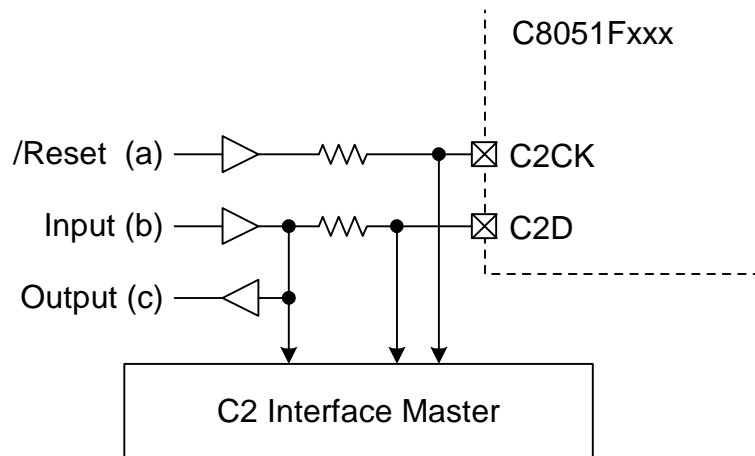 C8051Fxxx
/Reset (a)
C2CK
Input (b)
C2D
Output (c)
C2 Interface Master